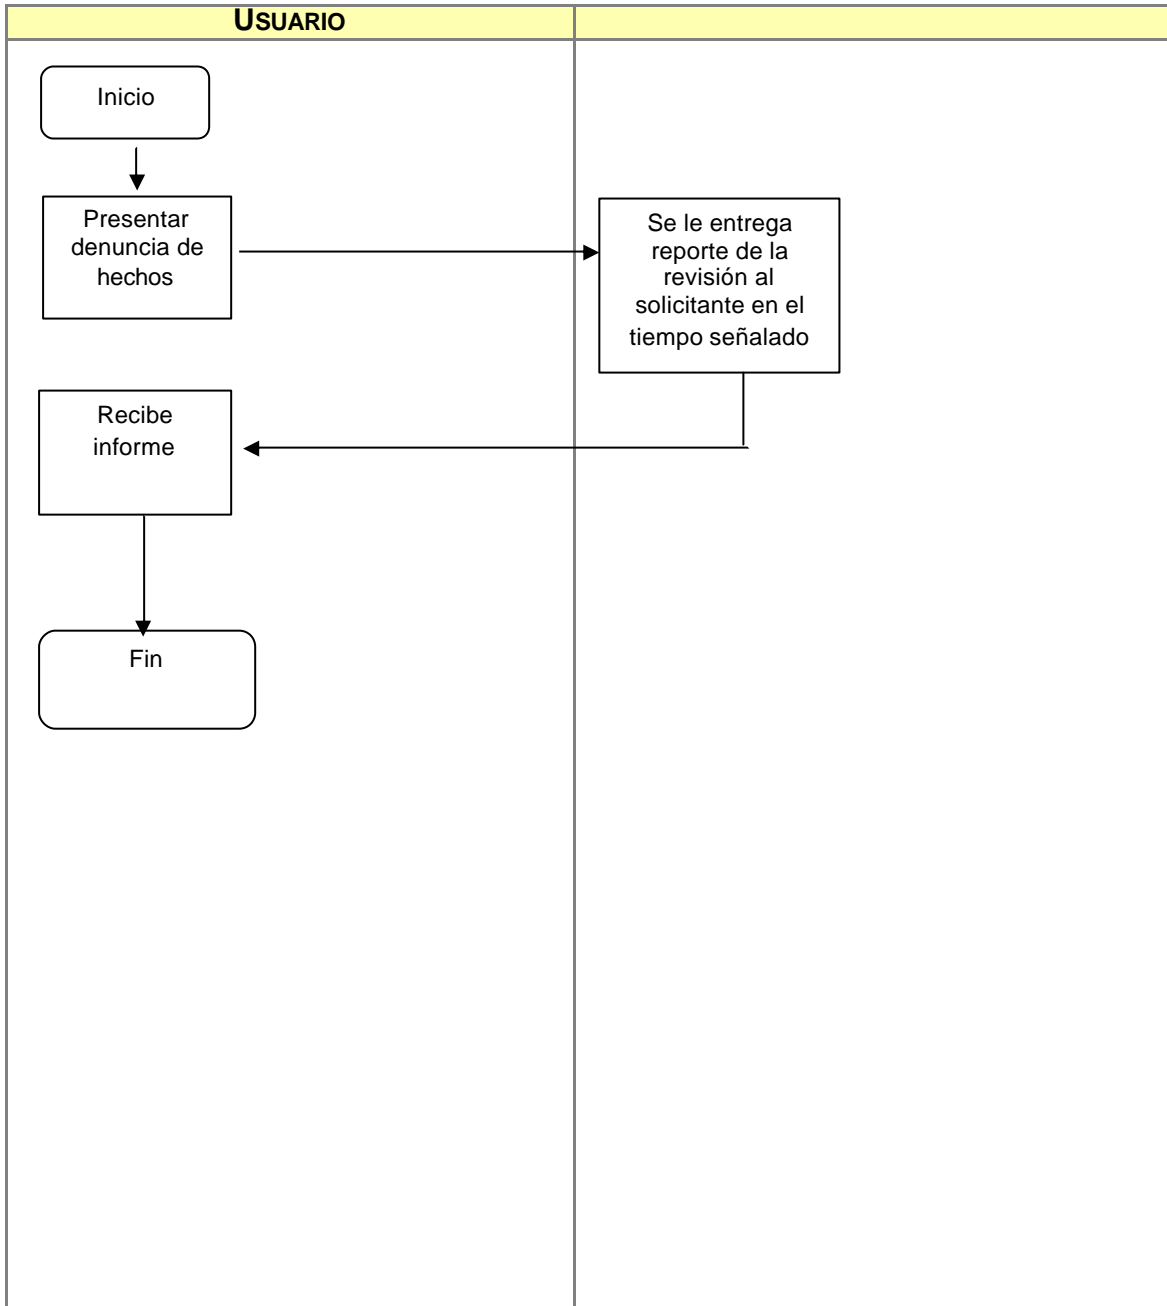 USUARIO
Inicio
Presentar
denuncia de
hechos
Se le entrega
reporte de la
revisión al
solicitante en el
tiempo señalado
Recibe
informe
Fin